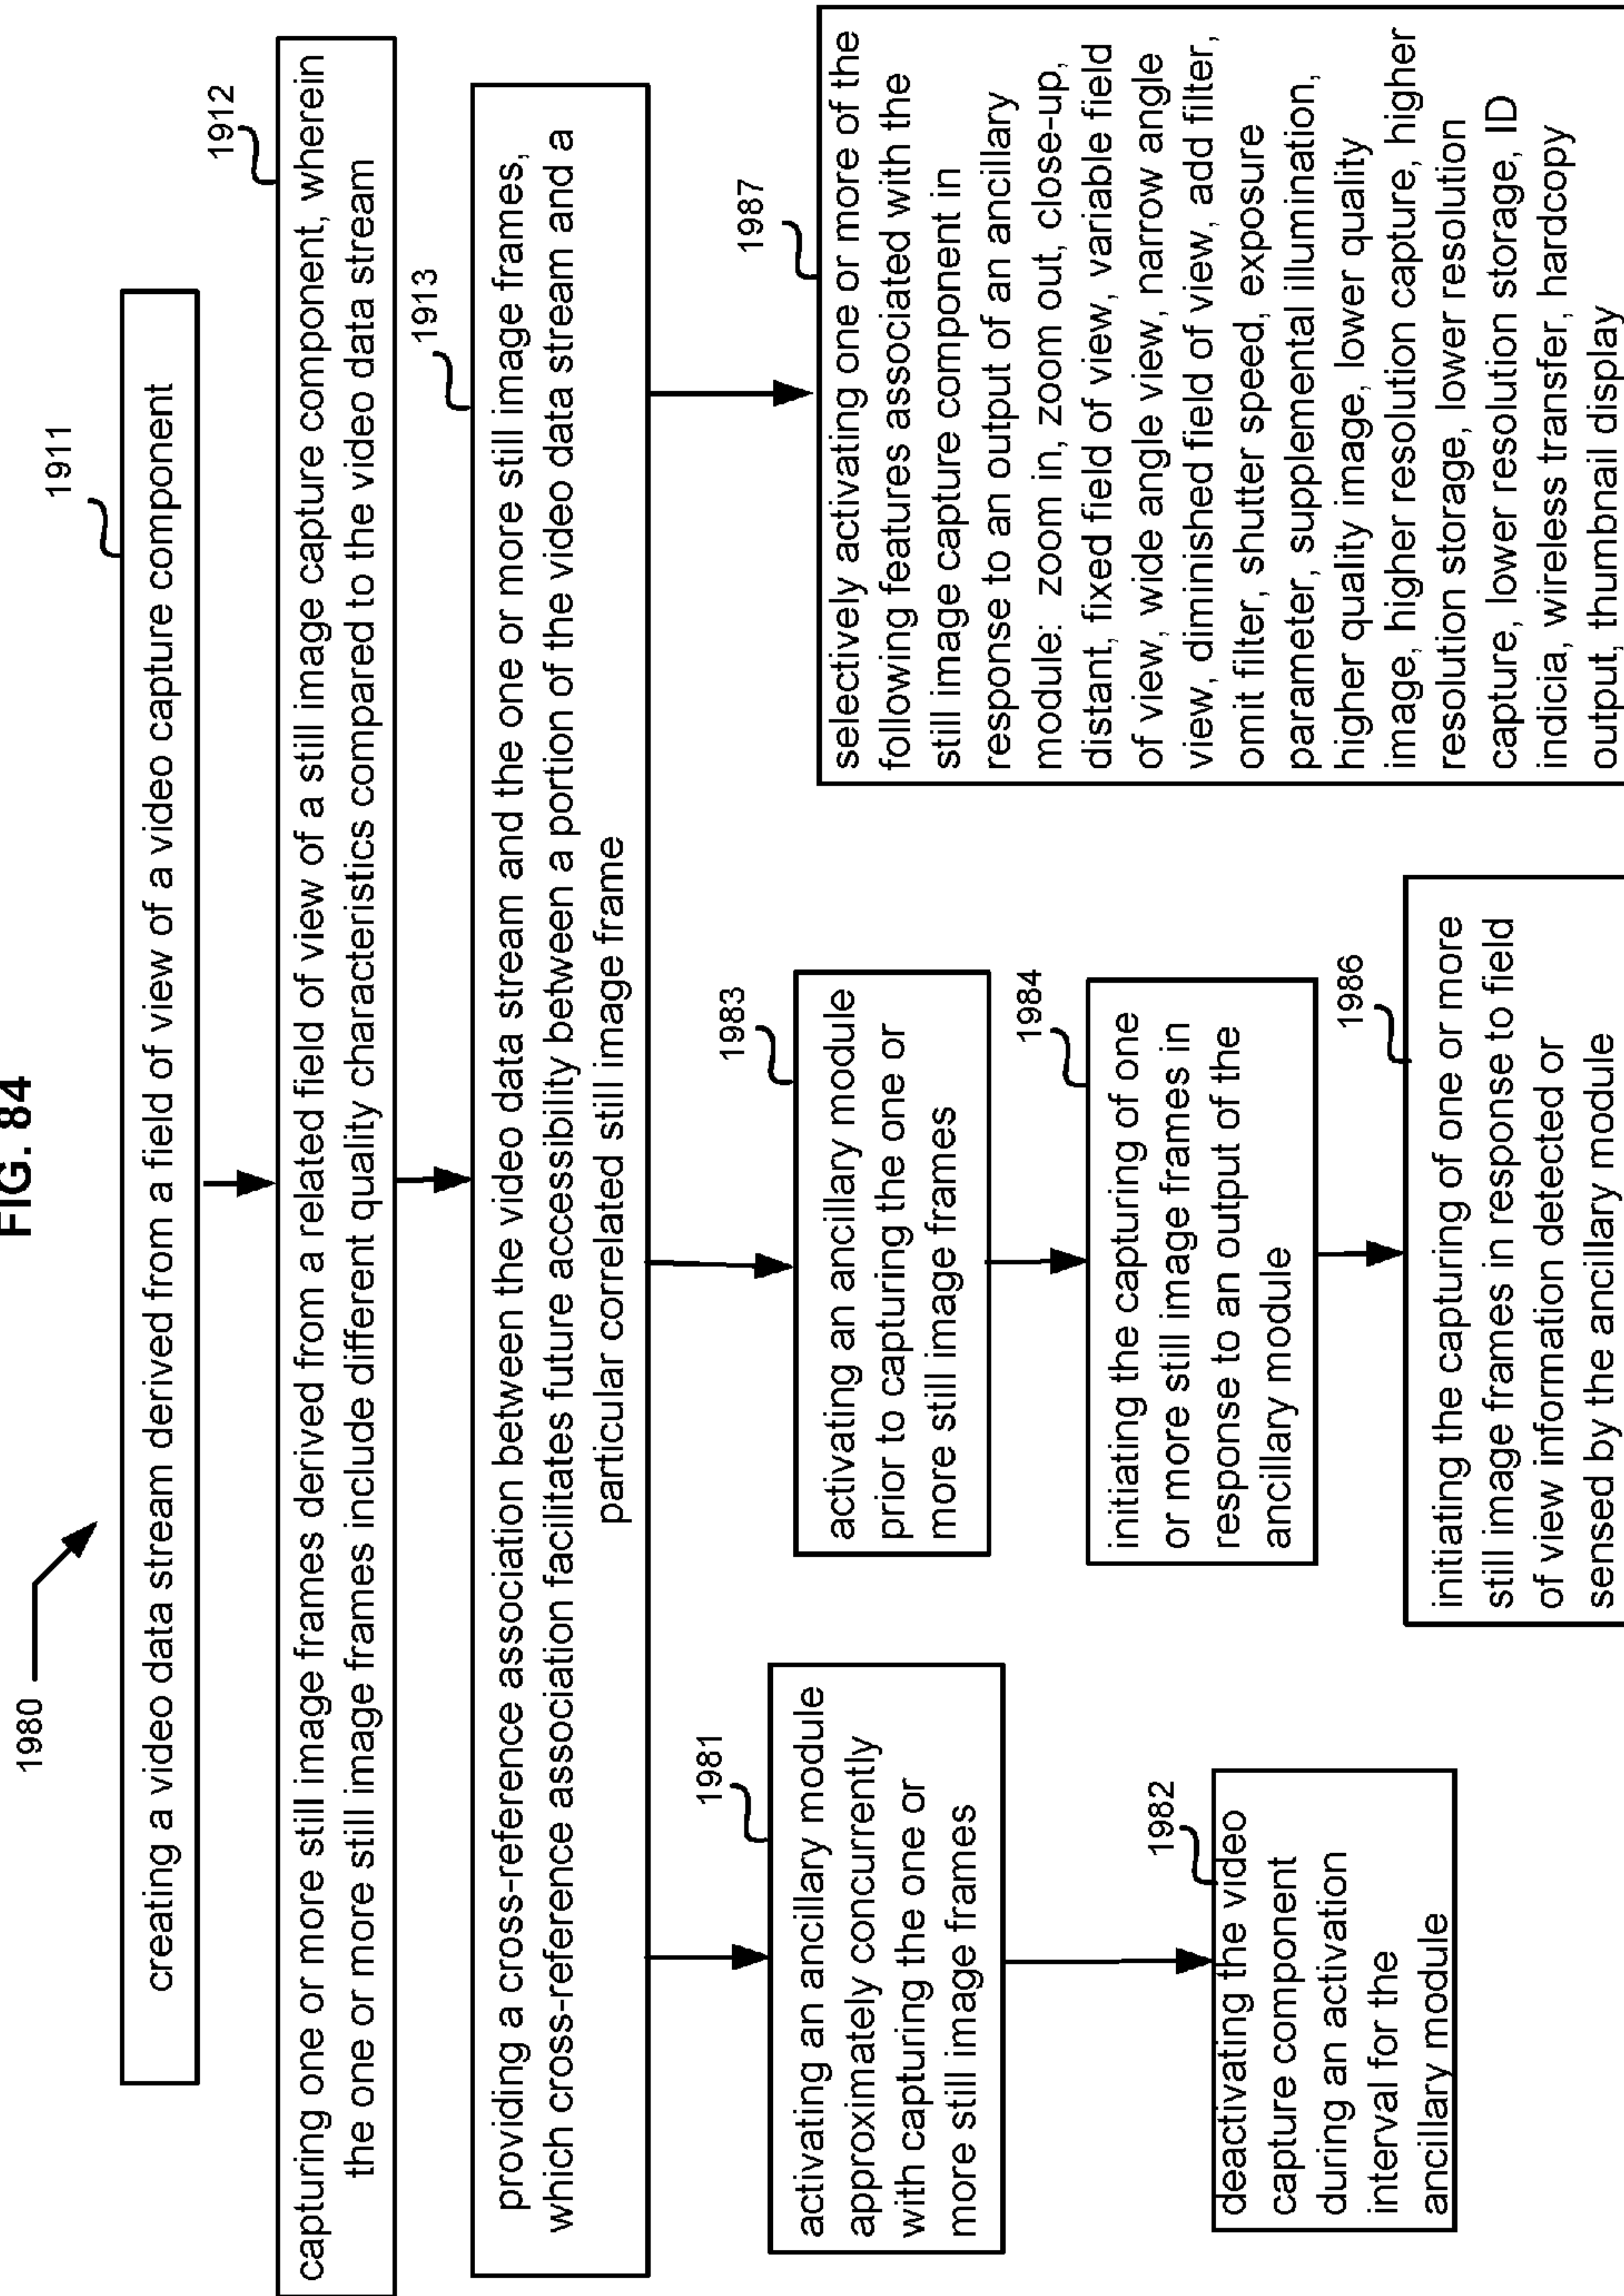 FIG. 84
1980
1911
creating a video data stream derived from a field of view of a video capture component
1912
capturing one or more still image frames derived from a related field of view of a still image capture component, wherein
the one or more still image frames include different quality characteristics compared to the video data stream
1913
providing a cross-reference association between the video data stream and the one or more still image frames,
which cross-reference association facilitates future accessibility between a portion of the video data stream and a
particular correlated still image frame
1981
activating an ancillary module
approximately concurrently
with capturing the one or
more still image frames
1982
deactivating the video
capture component
during an activation
interval for the
ancillary module
1983
activating an ancillary module
prior to capturing the one or
more still image frames
1984
initiating the capturing of one
or more still image frames in
response to an output of the
ancillary module
1986
initiating the capturing of one or more
still image frames in response to field
of view information detected or
sensed by the ancillary module
1987
selectively activating one or more of the
following features associated with the
still image capture component in
response to an output of an ancillary
module: zoom in, zoom out, close-up,
distant, fixed field of view, variable field
of view, wide angle view, narrow angle
view, diminished field of view, add filter,
omit filter, shutter speed, exposure
parameter, supplemental illumination,
higher quality image, lower quality
image, higher resolution capture, higher
resolution storage, lower resolution
capture, lower resolution storage, ID
indicia, wireless transfer, hardcopy
output, thumbnail display